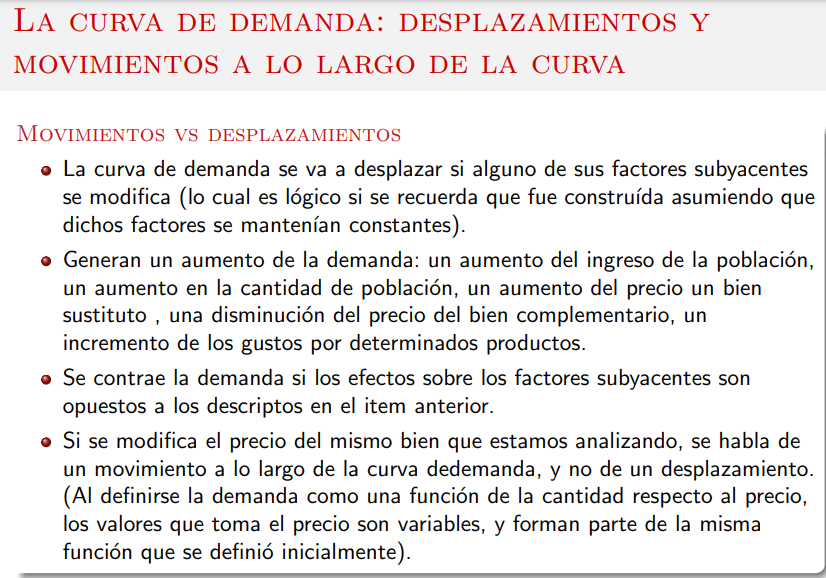 La curva de demanda: desplazamientos y
movimientos a lo largo de la curva
Movimientos vs desplazamientos
La curva de demanda se va a desplazar si alguno de sus factores subyacentes
se modifica (lo cual es lógico si se recuerda que fue construída asumiendo que
dichos factores se mantenían constantes).
Generan un aumento de la demanda: un aumento del ingreso de la población,
un aumento en la cantidad de población, un aumento del precio un bien
sustituto , una disminución del precio del bien complementario, un
incremento de los gustos por determinados productos.
Se contrae la demanda si los efectos sobre los factores subyacentes son
opuestos a los descriptos en el item anterior.
Si se modifica el precio del mismo bien que estamos analizando, se habla de
un movimiento a lo largo de la curva dedemanda, y no de un desplazamiento.
(Al definirse la demanda como una función de la cantidad respecto al precio,
los valores que toma el precio son variables, y forman parte de la misma
función que se definió inicialmente).